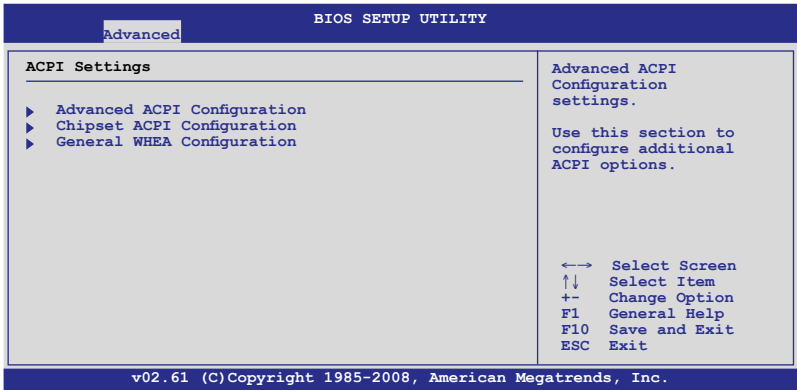 BIOS SETUP UTILITY
Advanced
ACPI Settings
Advanced ACPI Configuration
Chipset ACPI Configuration
General WHEA Configuration
Advanced ACPI
Configuration
settings.
Use this section to
configure additional
ACPI options.
←→ Select Screen
↑↓ Select Item
+- Change Option
F1 General Help
F10 Save and Exit
ESC Exit
v02.61 (C)Copyright 1985-2008, American Megatrends, Inc.